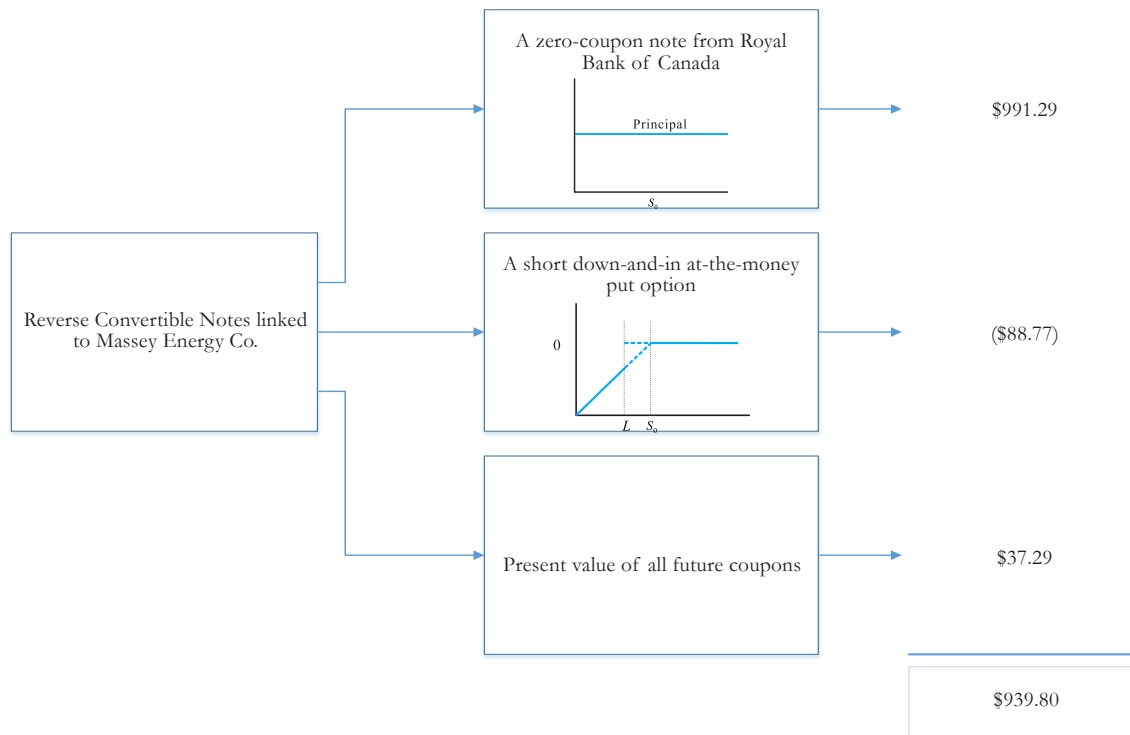 A zero-coupon note from Royal
Bank of Canada
Principal
S₀
$991.29
Reverse Convertible Notes linked
to Massey Energy Co.
A short down-and-in at-the-money
put option
0
L S₀
($88.77)
Present value of all future coupons
$37.29
$939.80